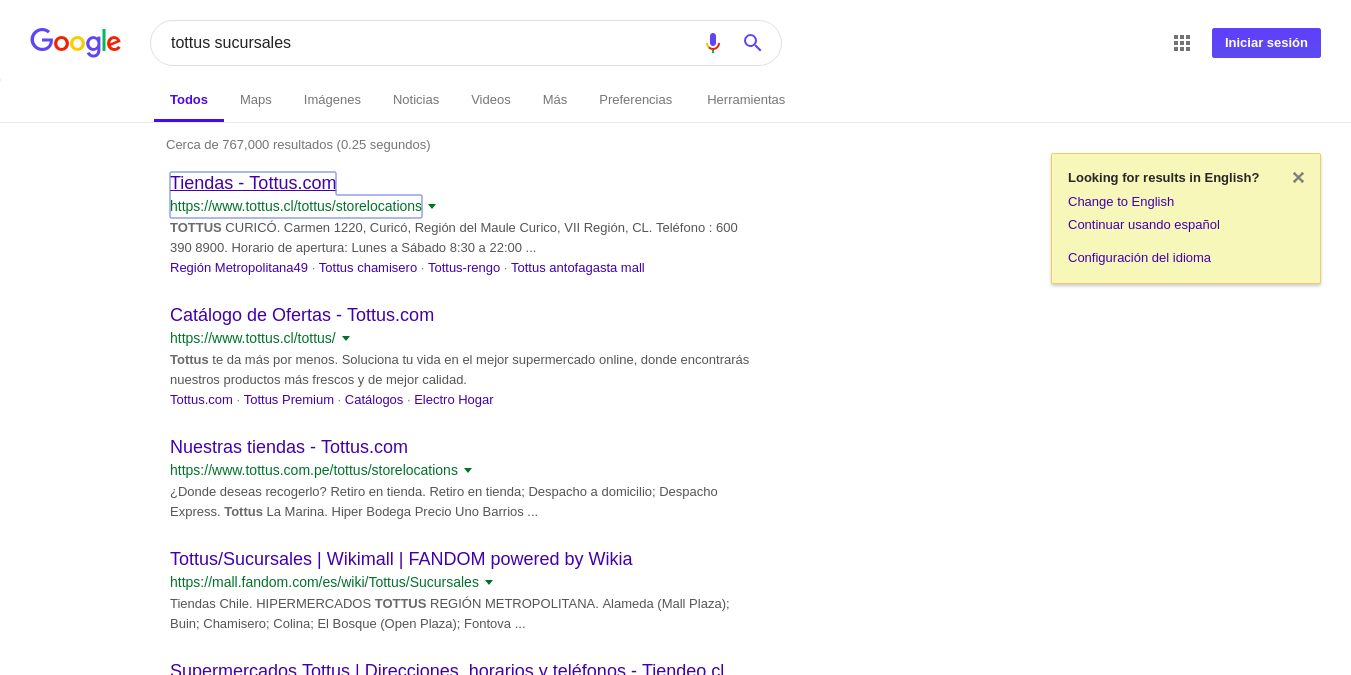 Google
tottus sucursales
Iniciar sesión
Todos Maps Imágenes Noticias Videos Más Preferencias Herramientas
Cerca de 767,000 resultados (0.25 segundos)
Tiendas - Tottus.com
https://www.tottus.cl/tottus/storelocations
TOTTUS CURICÓ. Carmen 1220, Curicó, Región del Maule Curico, VII Región, CL. Teléfono : 600
390 8900. Horario de apertura: Lunes a Sábado 8:30 a 22:00 ...
Región Metropolitana49 · Tottus chamisero · Tottus-rengo · Tottus antofagasta mall
Catálogo de Ofertas - Tottus.com
https://www.tottus.cl/tottus/
Tottus te da más por menos. Soluciona tu vida en el mejor supermercado online, donde encontrarás
nuestros productos más frescos y de mejor calidad.
Tottus.com · Tottus Premium · Catálogos · Electro Hogar
Nuestras tiendas - Tottus.com
https://www.tottus.com.pe/tottus/storelocations
¿Donde deseas recogerlo? Retiro en tienda. Retiro en tienda; Despacho a domicilio; Despacho
Express. Tottus La Marina. Hiper Bodega Precio Uno Barrios ...
Tottus/Sucursales | Wikimall | FANDOM powered by Wikia
https://mall.fandom.com/es/wiki/Tottus/Sucursales
Tiendas Chile. HIPERMERCADOS TOTTUS REGIÓN METROPOLITANA. Alameda (Mall Plaza);
Buin; Chamisero; Colina; El Bosque (Open Plaza); Fontova ...
Supermercados Tottus | Direcciones, horarios y teléfonos - Tiendeo.cl
Looking for results in English?
Change to English
Continuar usando español
Configuración del idioma